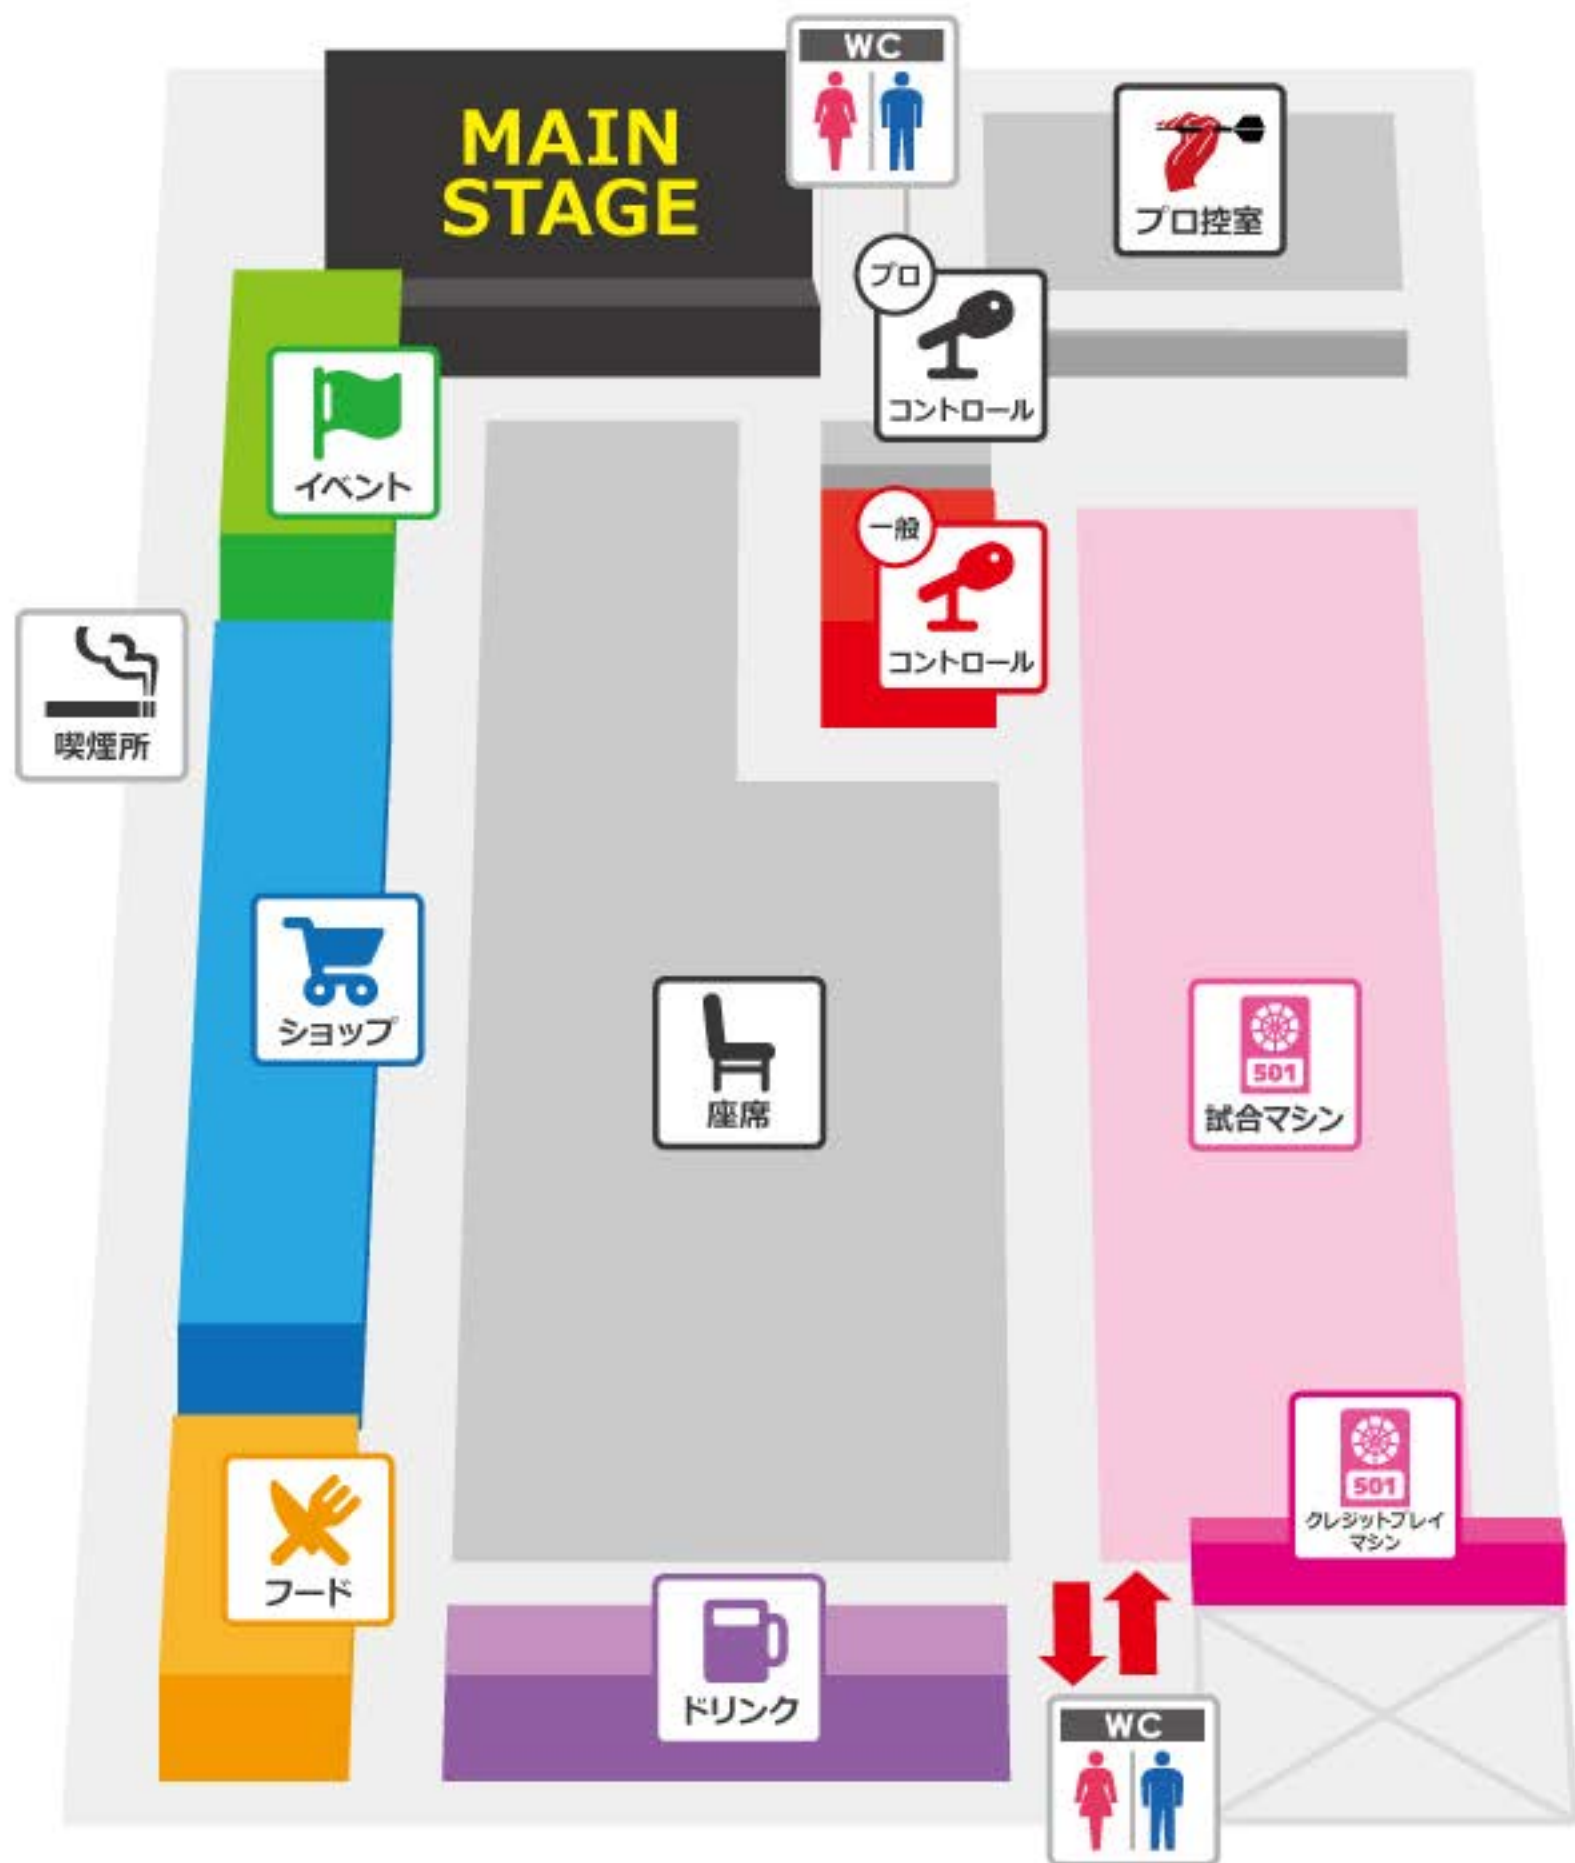 MAIN
STAGE
WC
プロ控室
プロ
コントロール
イベント
一般
コントロール
喫煙所
ショップ
座席
501
試合マシン
501
クレジットプレイ
マシン
フード
ドリンク
WC